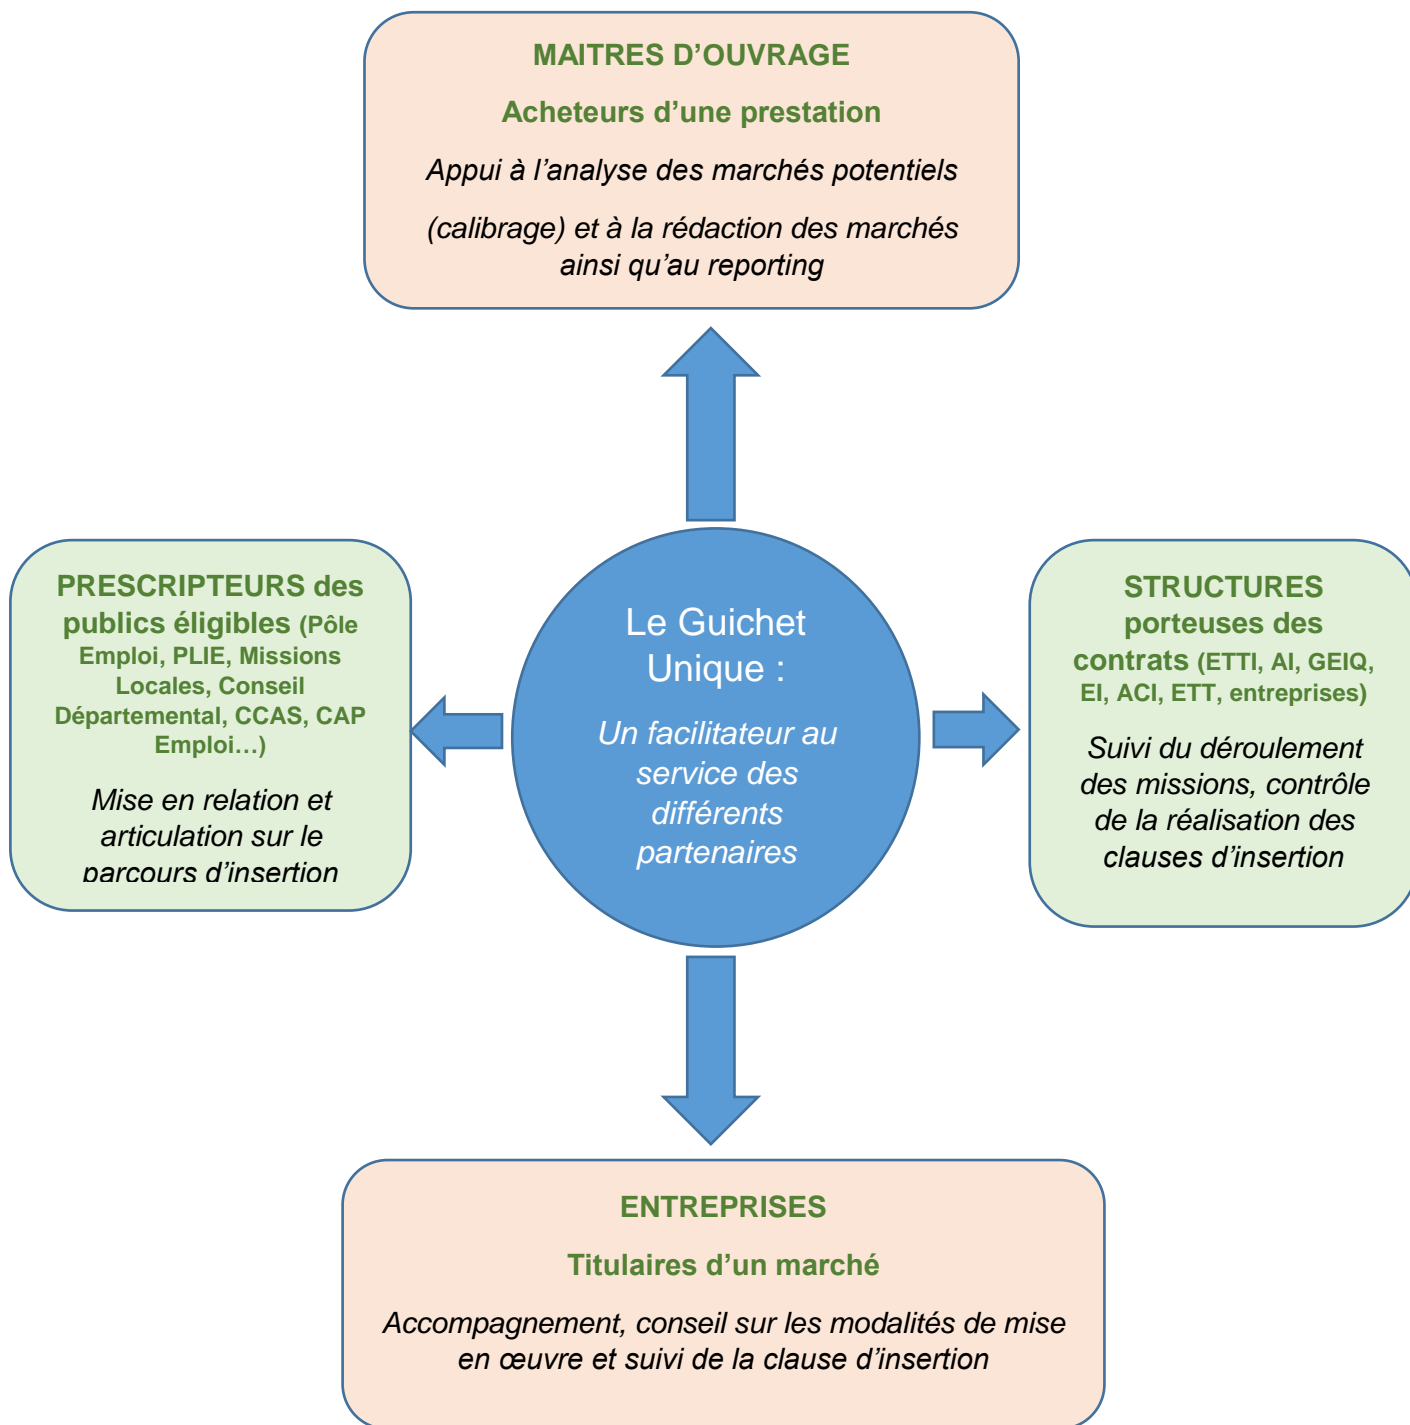 MAITRES D'OUVRAGE
Acheteurs d'une prestation
Appui à l'analyse des marchés potentiels
(calibrage) et à la rédaction des marchés
ainsi qu'au reporting
PRESCRIPTEURS des
publics éligibles (Pôle
Emploi, PLIE, Missions
Locales, Conseil
Départemental, CCAS, CAP
Emploi…)
Mise en relation et
articulation sur le
parcours d'insertion
Le Guichet
Unique :
Un facilitateur au
service des
différents
partenaires
STRUCTURES
porteuses des
contrats (ETTI, AI, GEIQ,
EI, ACI, ETT, entreprises)
Suivi du déroulement
des missions, contrôle
de la réalisation des
clauses d'insertion
ENTREPRISES
Titulaires d'un marché
Accompagnement, conseil sur les modalités de mise
en œuvre et suivi de la clause d'insertion